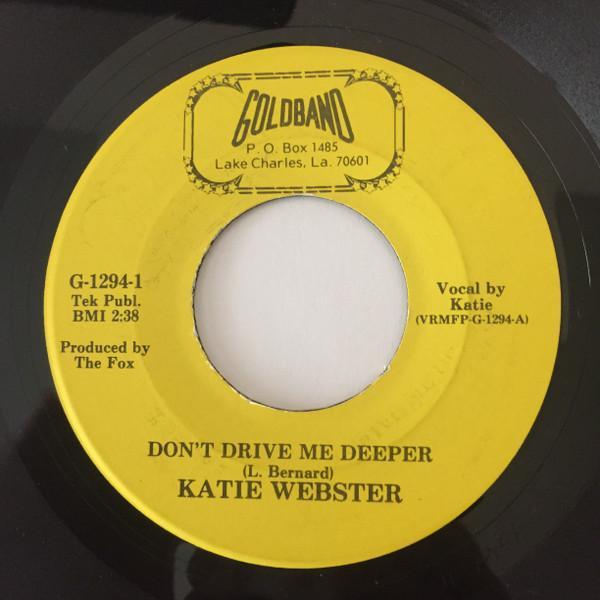 GOLDBAND
P.O. Box 1485
Lake Charles, La. 70601
G-1294-1
Tek Publ.
BMI 2:38
Produced by
The Fox
Vocal by
Katie
(VRMFP-G-1294-A)
DON'T DRIVE ME DEEPER
(L. Bernard)
KATIE WEBSTER